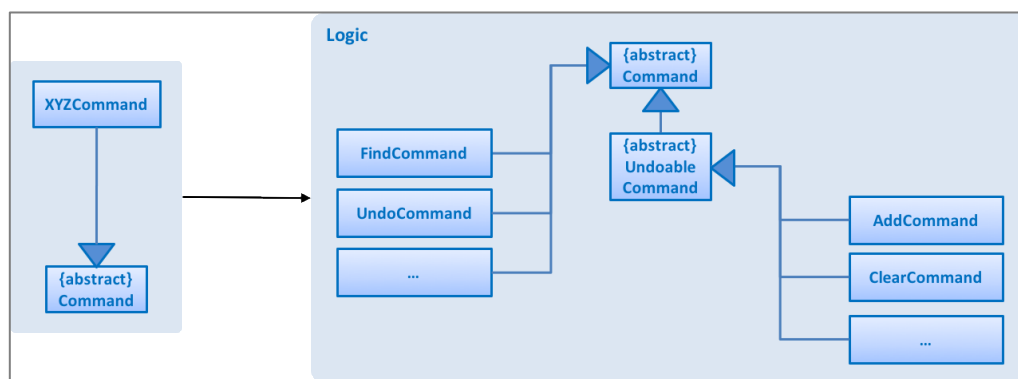 XYZCommand
{abstract}
Command
Logic
{abstract}
Command
{abstract}
Undoable
Command
FindCommand
UndoCommand
...
AddCommand
ClearCommand
...